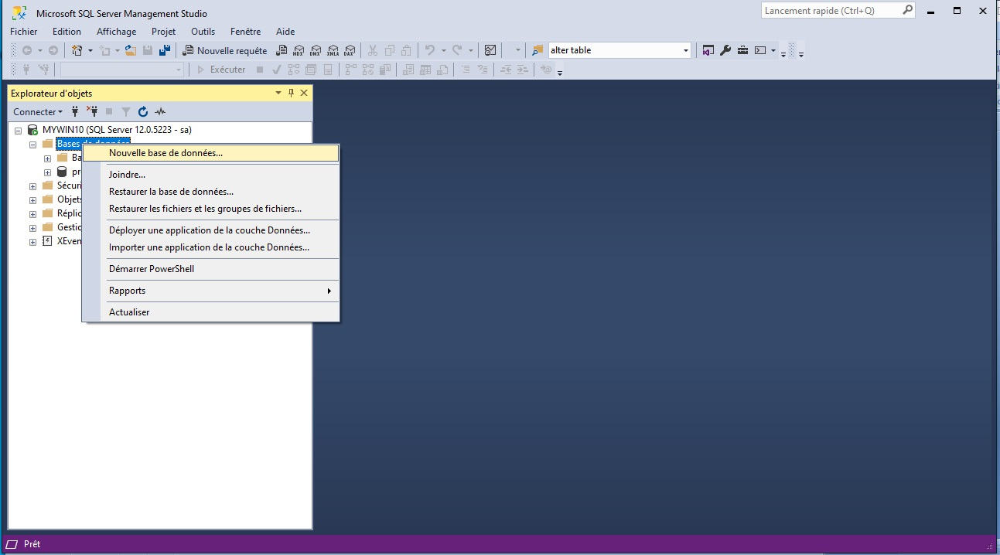 Microsoft SQL Server Management Studio
Lancement rapide (Ctrl+Q)
Fichier Edition Affichage Projet Outils Fenêtre Aide
Nouvelle requête MDX DMX XMLA DAX alter table
Exécuter
Explorateur d'objets
Connecter
MYWIN10 (SQL Server 12.0.5223 - sa)
Bases de données
Ba
pr
Sécuri
Objets
Réplic
Gestic
XEven
Nouvelle base de données...
Joindre...
Restaurer la base de données...
Restaurer les fichiers et les groupes de fichiers...
Déployer une application de la couche Données...
Importer une application de la couche Données...
Démarrer PowerShell
Rapports
Actualiser
Prêt